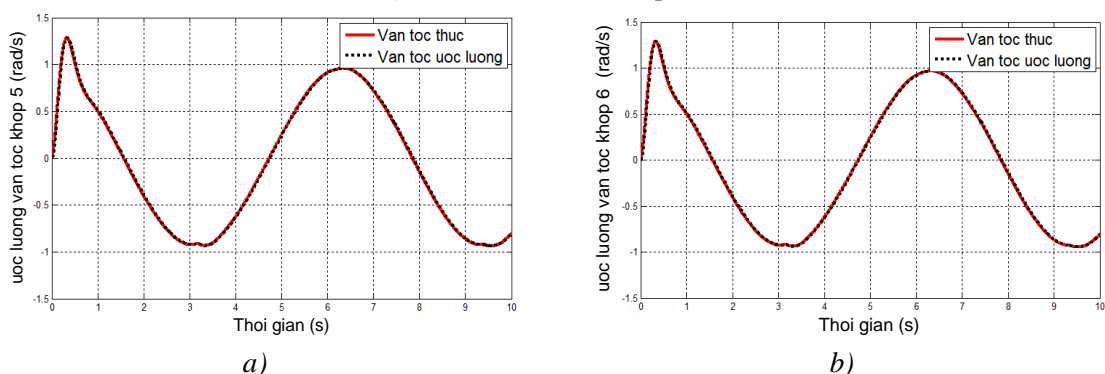 uoc luong van toc khop 5 (rad/s)
1.5
1
0.5
0
-0.5
-1
-1.5
Van toc thuc
Van toc uoc luong
0 1 2 3 4 5 6 7 8 9 10
Thoi gian (s)
a)
uoc luong van toc khop 6 (rad/s)
1.5
1
0.5
0
-0.5
-1
-1.5
Van toc thuc
Van toc uoc luong
0 1 2 3 4 5 6 7 8 9 10
Thoi gian (s)
b)